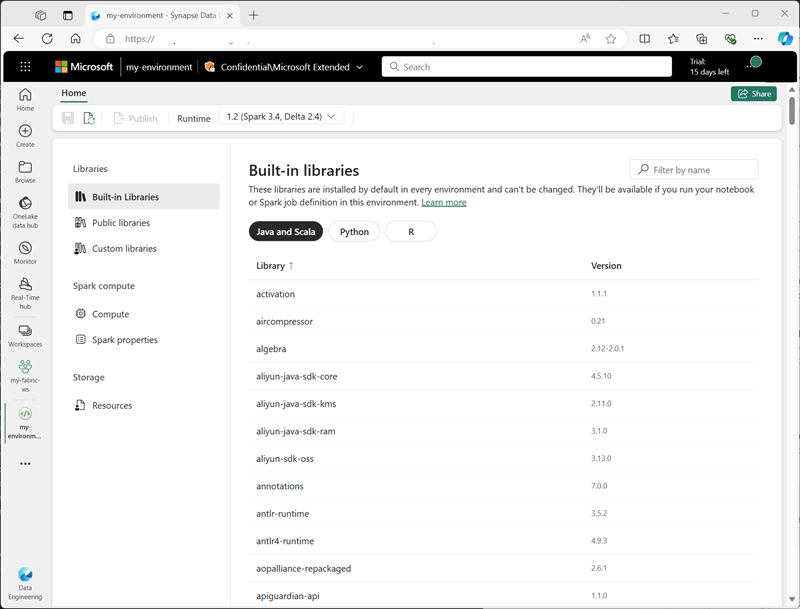 my-environment - Synapse Data
https://
Microsoft
my-environment
Confidential\Microsoft Extended
Search
Trial:
15 days left
Home
Share
Publish
Runtime
1.2 (Spark 3.4, Delta 2.4)
Home
Create
Browse
OneLake
data hub
Monitor
Real-Time
hub
Workspaces
my-fabric-
ws
my-
environm...
Data
Engineering
Libraries
Built-in Libraries
Public libraries
Custom libraries
Spark compute
Compute
Spark properties
Storage
Resources
Built-in libraries
Filter by name
These libraries are installed by default in every environment and can't be changed. They'll be available if you run your notebook
or Spark job definition in this environment. Learn more
Java and Scala
Python
R
Library ↑ Version
activation 1.1.1
aircompressor 0.21
algebra 2.12-2.0.1
aliyun-java-sdk-core 4.5.10
aliyun-java-sdk-kms 2.11.0
aliyun-java-sdk-ram 3.1.0
aliyun-sdk-oss 3.13.0
annotations 7.0.0
antlr-runtime 3.5.2
antlr4-runtime 4.9.3
aopalliance-repackaged 2.6.1
apiguardian-api 1.1.0